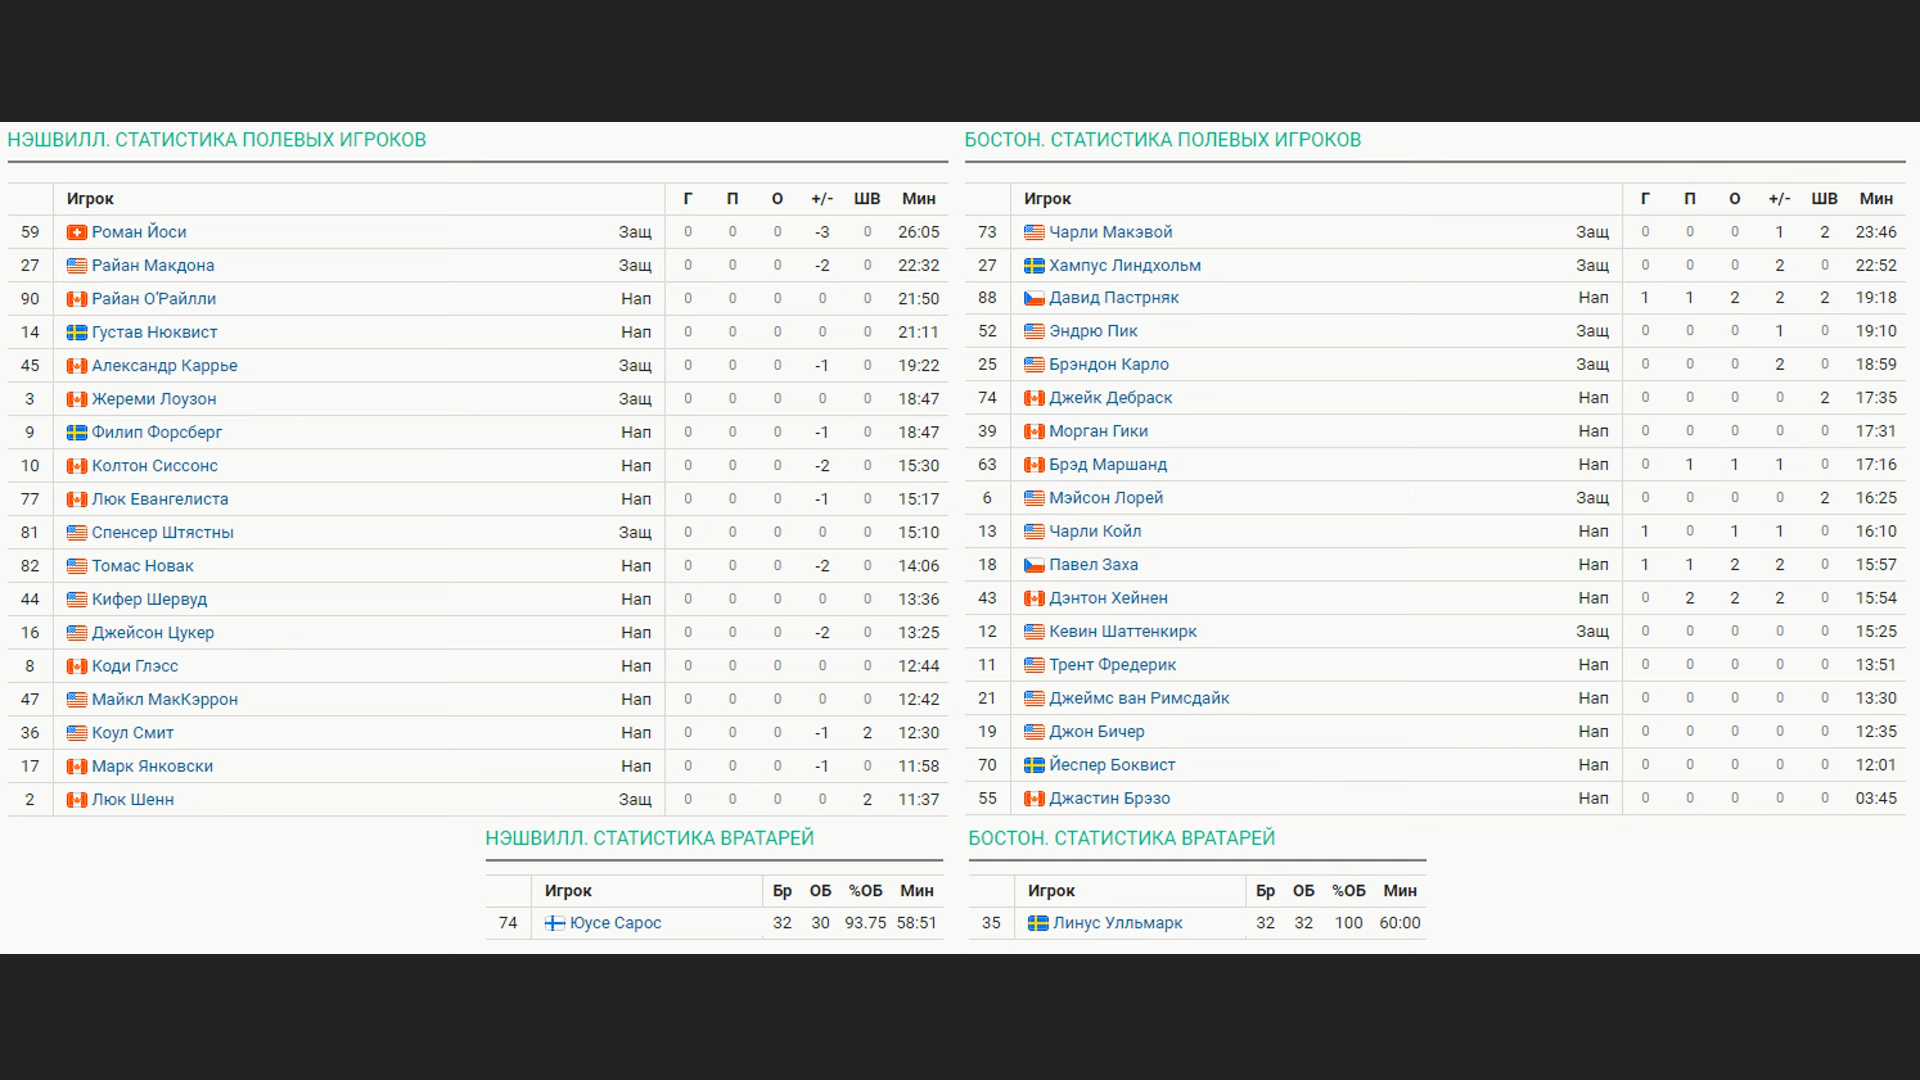 НЭШВИЛЛ. СТАТИСТИКА ПОЛЕВЫХ ИГРОКОВ
Игрок Г П О +/- ШВ Мин
59 Роман Йоси Защ 0 0 0 -3 0 26:05
27 Райан Макдона Защ 0 0 0 -2 0 22:32
90 Райан О'Райлли Нап 0 0 0 0 0 21:50
14 Густав Нюквист Нап 0 0 0 0 0 21:11
45 Александр Каррье Защ 0 0 0 -1 0 19:22
3 Жереми Лоузон Защ 0 0 0 0 0 18:47
9 Филип Форсберг Нап 0 0 0 -1 0 18:47
10 Колтон Сиссонс Нап 0 0 0 -2 0 15:30
77 Люк Евангелиста Нап 0 0 0 -1 0 15:17
81 Спенсер Штястны Защ 0 0 0 0 0 15:10
82 Томас Новак Нап 0 0 0 -2 0 14:06
44 Кифер Шервуд Нап 0 0 0 0 0 13:36
16 Джейсон Цукер Нап 0 0 0 -2 0 13:25
8 Коди Глэсс Нап 0 0 0 0 0 12:44
47 Майкл МакКэррон Нап 0 0 0 0 0 12:42
36 Коул Смит Нап 0 0 0 -1 2 12:30
17 Марк Янковски Нап 0 0 0 -1 0 11:58
2 Люк Шенн Защ 0 0 0 0 2 11:37
БОСТОН. СТАТИСТИКА ПОЛЕВЫХ ИГРОКОВ
Игрок Г П О +/- ШВ Мин
73 Чарли Макэвой Защ 0 0 0 1 2 23:46
27 Хампус Линдхольм Защ 0 0 0 2 0 22:52
88 Давид Пастрняк Нап 1 1 2 2 2 19:18
52 Эндрю Пик Защ 0 0 0 1 0 19:10
25 Брэндон Карло Защ 0 0 0 2 0 18:59
74 Джейк Дебраск Нап 0 0 0 0 2 17:35
39 Морган Гики Нап 0 0 0 0 0 17:31
63 Брэд Маршанд Нап 0 1 1 1 0 17:16
6 Мэйсон Лорей Защ 0 0 0 0 2 16:25
13 Чарли Койл Нап 1 0 1 1 0 16:10
18 Павел Заха Нап 1 1 2 2 0 15:57
43 Дэнтон Хейнен Нап 0 2 2 2 0 15:54
12 Кевин Шаттенкирк Защ 0 0 0 0 0 15:25
11 Трент Фредерик Нап 0 0 0 0 0 13:51
21 Джеймс ван Римсдайк Нап 0 0 0 0 0 13:30
19 Джон Бичер Нап 0 0 0 0 0 12:35
70 Йеспер Боквист Нап 0 0 0 0 0 12:01
55 Джастин Брэзо Нап 0 0 0 0 0 03:45
НЭШВИЛЛ. СТАТИСТИКА ВРАТАРЕЙ
Игрок Бр ОБ %ОБ Мин
74 Юусе Сарос 32 30 93.75 58:51
БОСТОН. СТАТИСТИКА ВРАТАРЕЙ
Игрок Бр ОБ %ОБ Мин
35 Линус Улльмарк 32 32 100 60:00